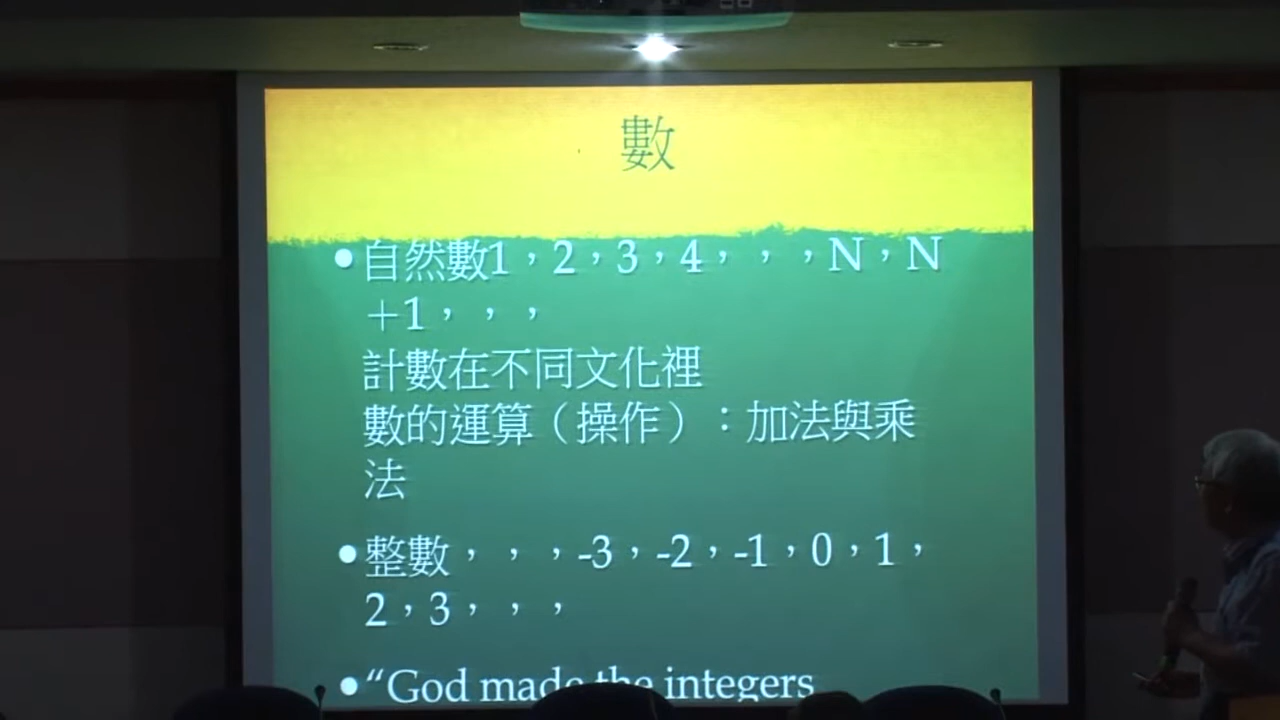 數
•自然數1，2，3，4，，，N，N
＋1，，，
計數在不同文化裡
數的運算（操作）：加法與乘
法
•整數，，，-3，-2，-1，0，1，
2，3，，，
•“God made the integers